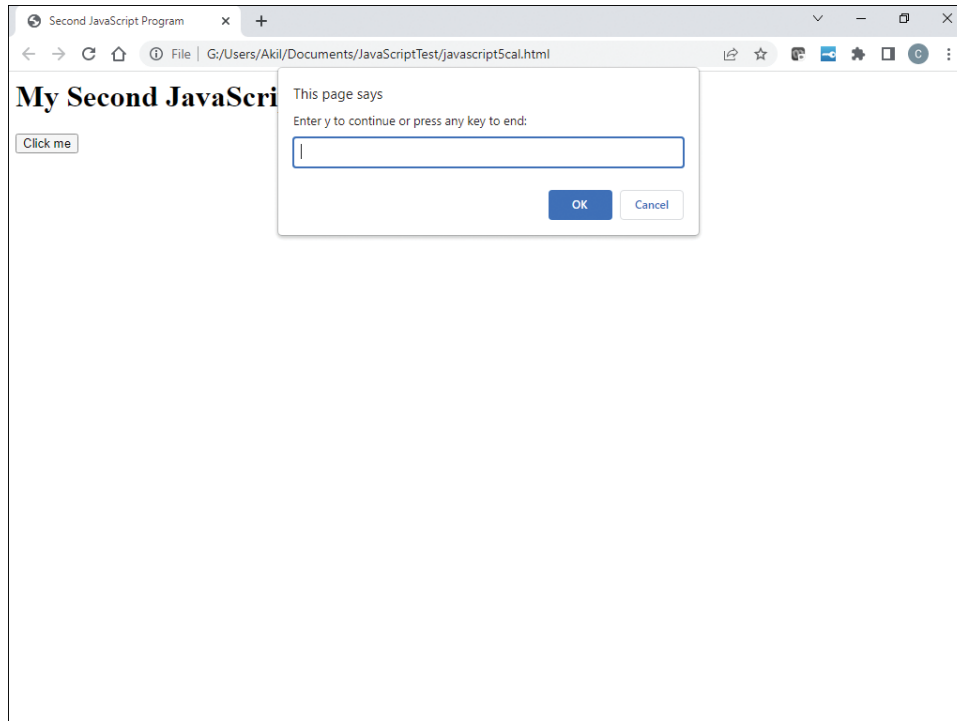 Second JavaScript Program
File | G:/Users/Akil/Documents/JavaScriptTest/javascript5cal.html
C
This page says
Enter y to continue or press any key to end:
OK
Cancel
My Second JavaScri
Click me